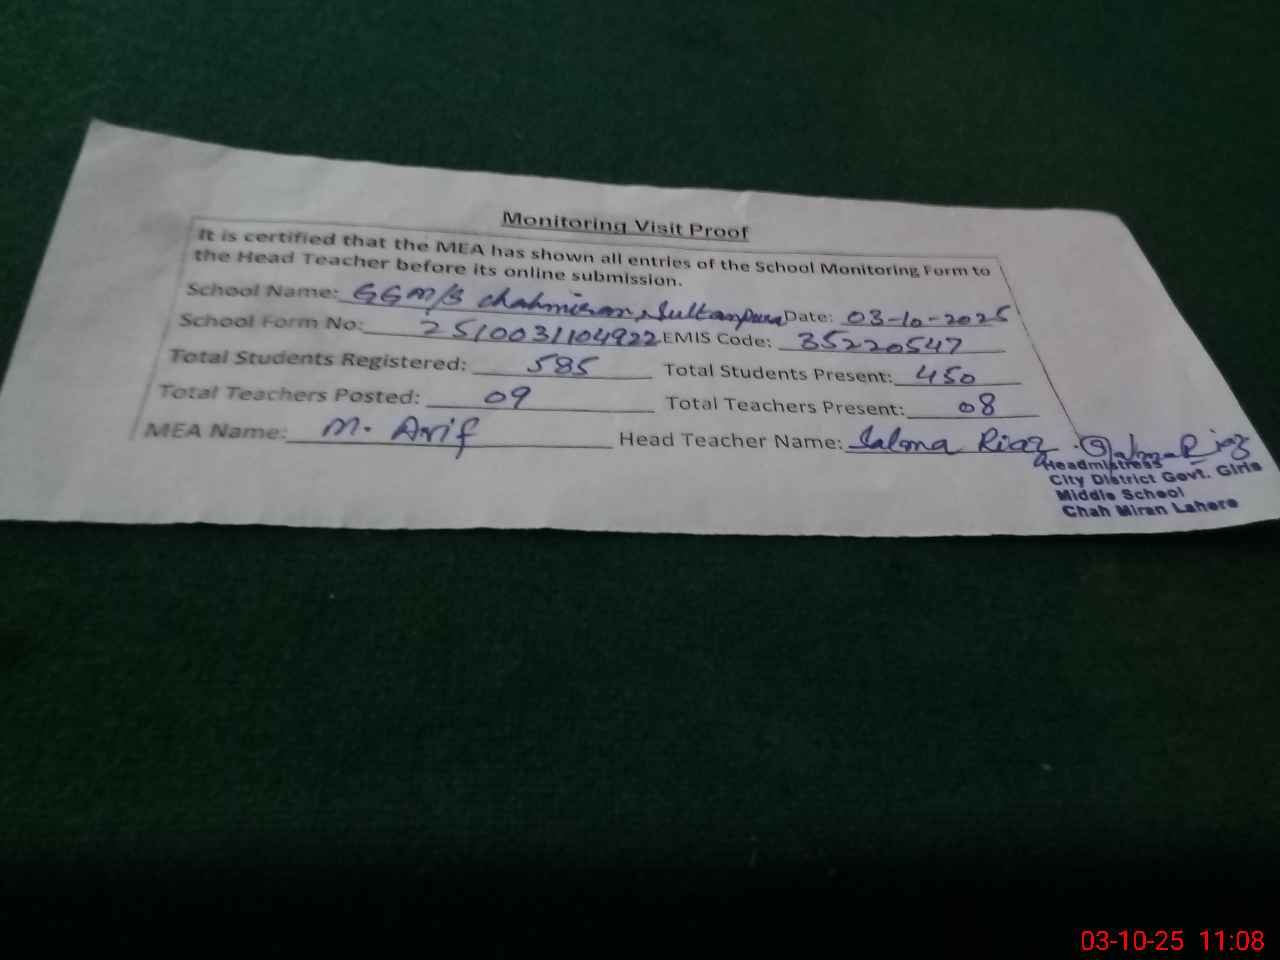 Monitoring Visit Proof
It is certified that the MEA has shown all entries of the School Monitoring Form to
the Head Teacher before its online submission.
School Name: GGM/S Chahmiran, Sultanpura Date: 03-10-2025
School Form No: 2510031104922 EMIS Code: 35220547
Total Students Registered: 585 Total Students Present: 450
Total Teachers Posted: 09 Total Teachers Present: 08
MEA Name: M. Arif Head Teacher Name: Salma Riaz Salma Riaz
Headmistress
City District Govt. Girls
Middle School
Chah Miran Lahore
03-10-25 11:08